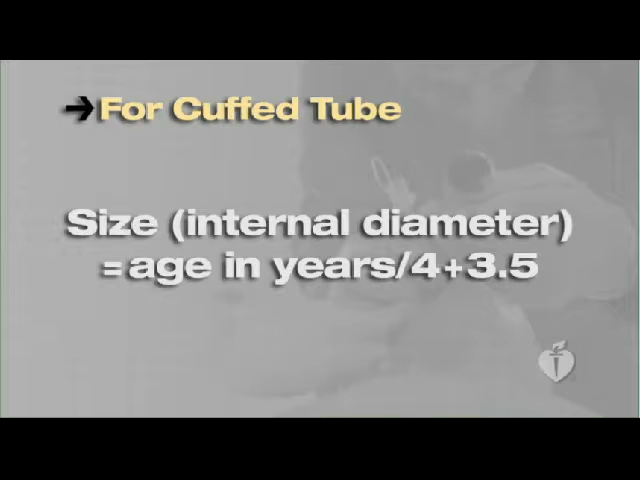 →For Cuffed Tube
Size (internal diameter)
=age in years/4+3.5